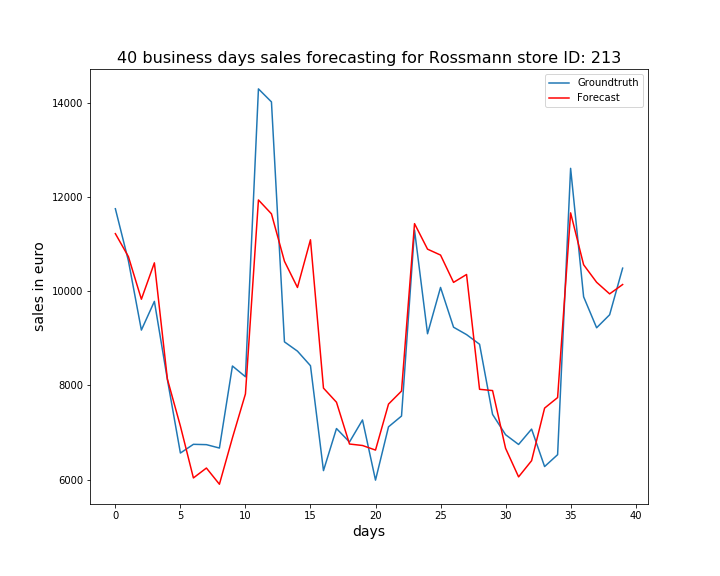 40 business days sales forecasting for Rossmann store ID: 213
Groundtruth
Forecast
14000
12000
10000
8000
6000
sales in euro
0 5 10 15 20 25 30 35 40
days